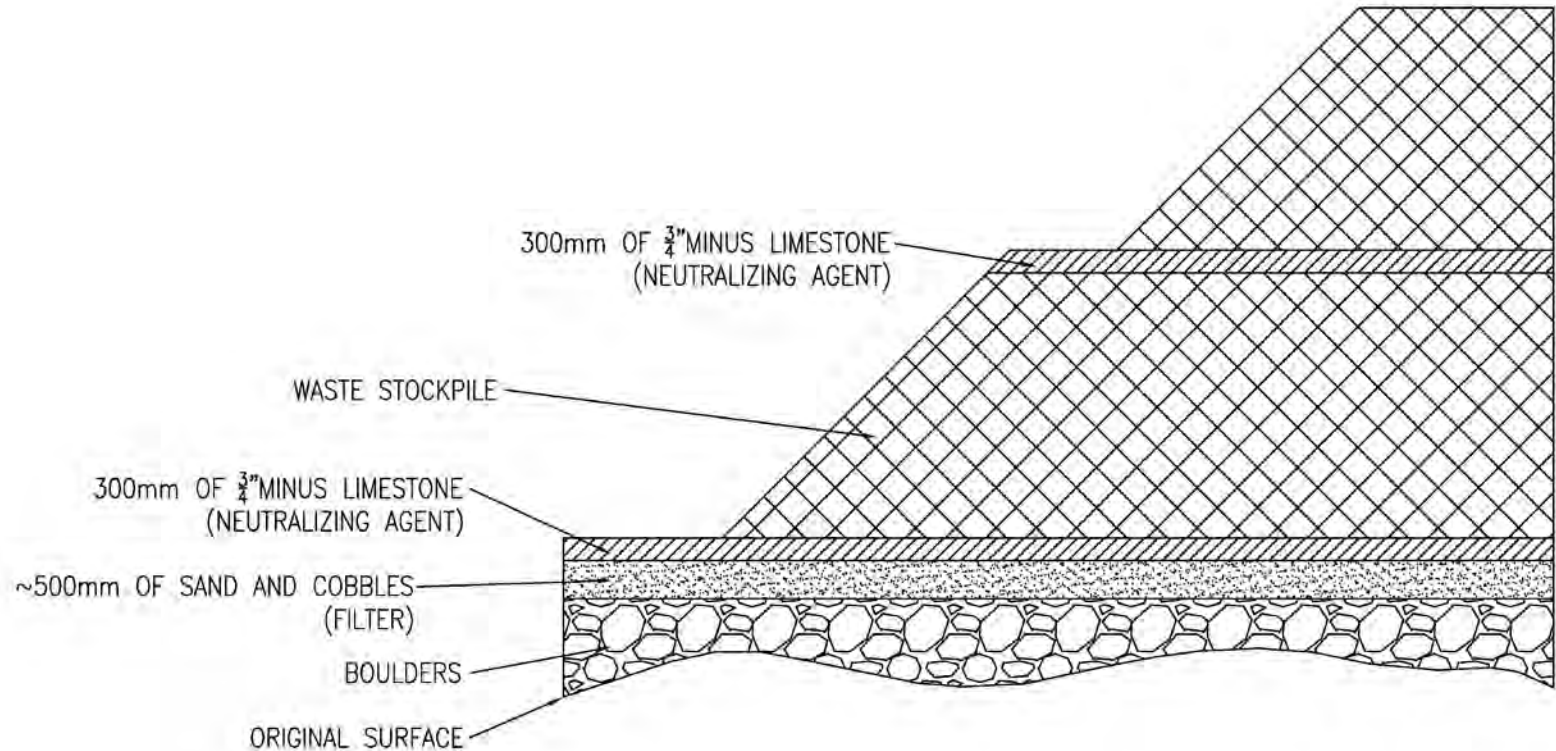 300mm OF 3/4"MINUS LIMESTONE
(NEUTRALIZING AGENT)
WASTE STOCKPILE
300mm OF 3/4"MINUS LIMESTONE
(NEUTRALIZING AGENT)
~500mm OF SAND AND COBBLES
(FILTER)
BOULDERS
ORIGINAL SURFACE